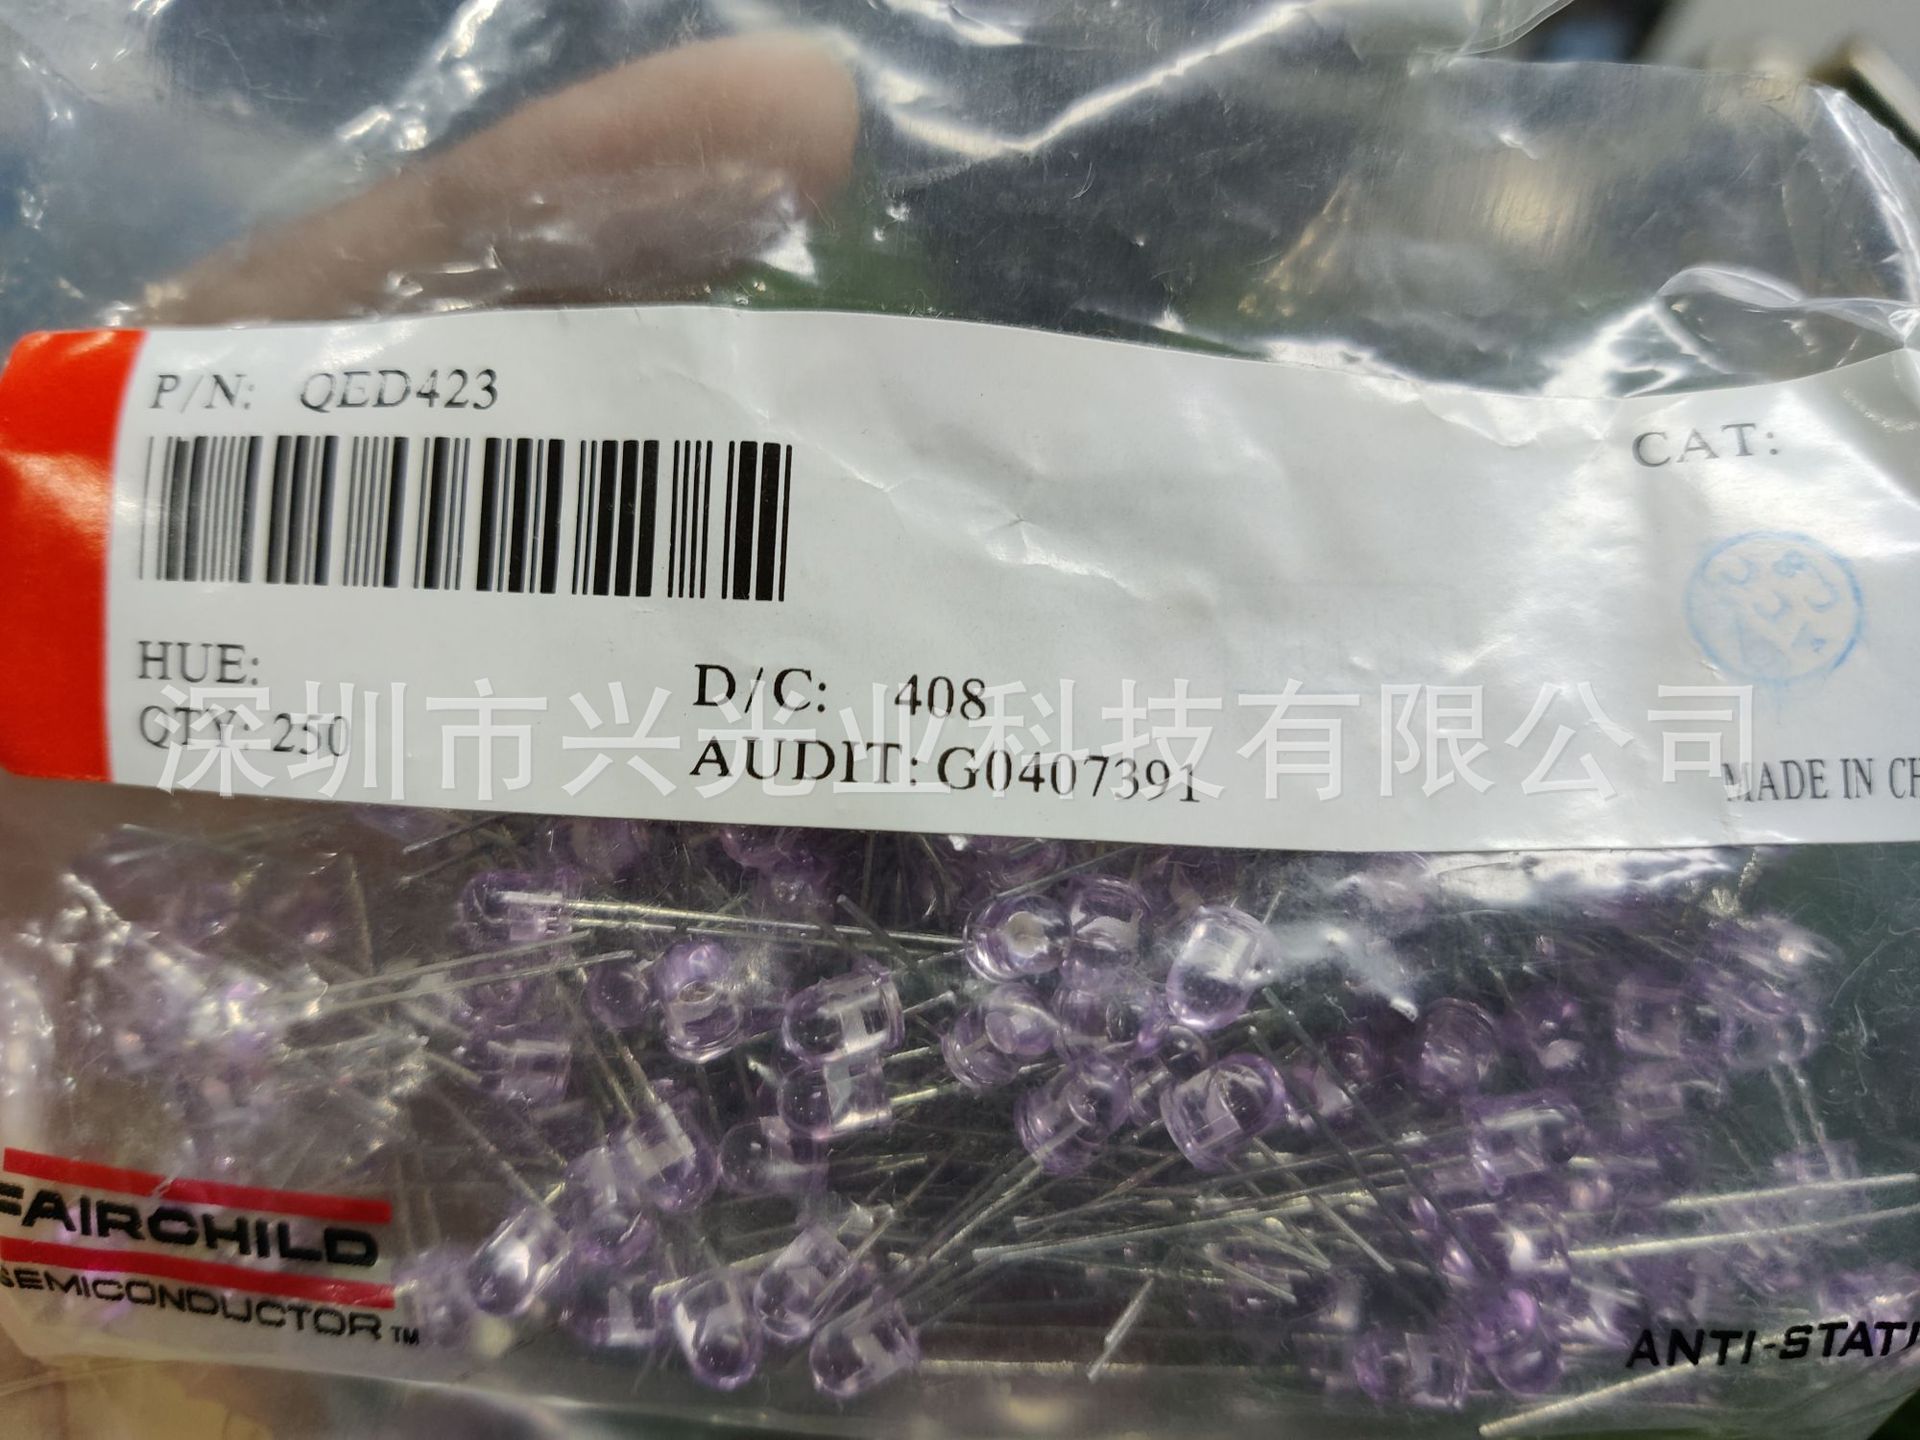 P/N: QED423
CAT:
HUE:
D/C: 408
QTY: 250
AUDIT: G0407391
深圳市兴光业科技有限公司
MADE IN CH
FAIRCHILD
SEMICONDUCTOR™
ANTI-STATI